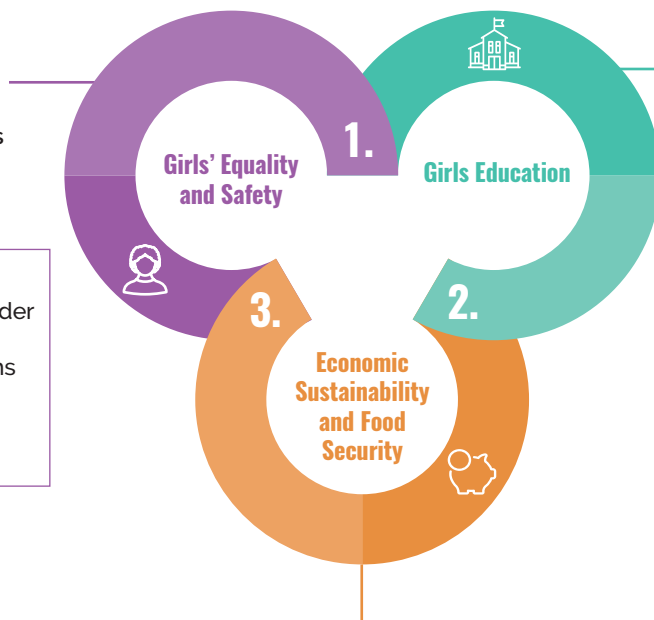 1.
Girls’ Equality
and Safety
Girls Education
3.
2.
Economic
Sustainability
and Food
Security